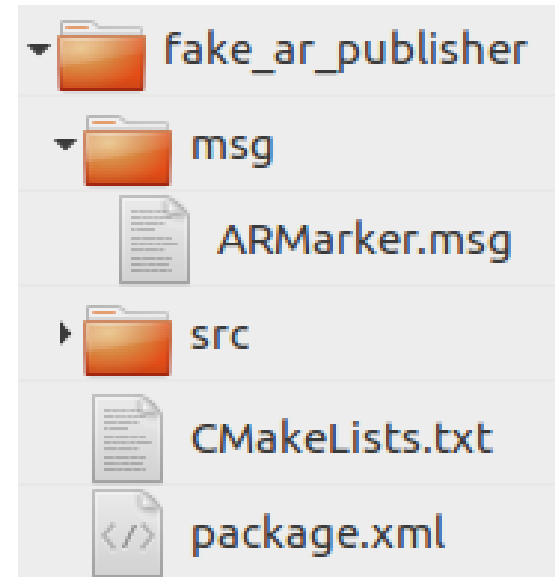 fake_ar_publisher
msg
ARMarker.msg
src
CMakeLists.txt
package.xml